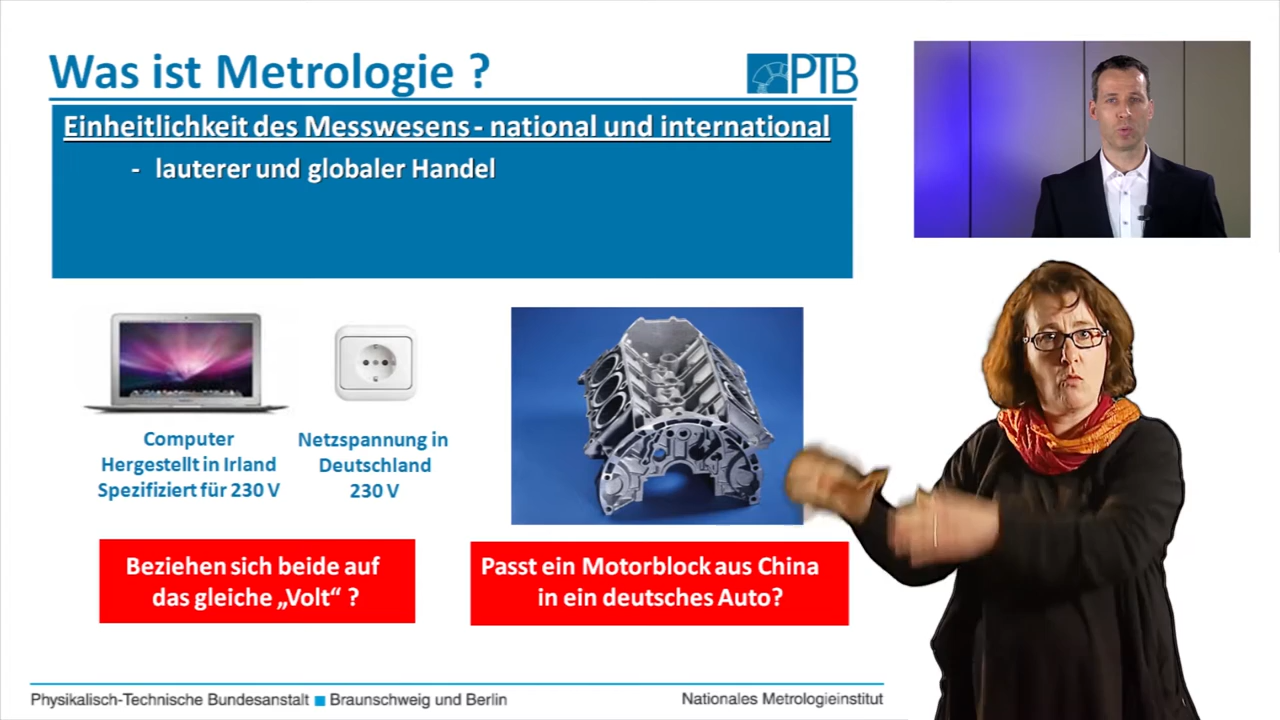 Was ist Metrologie ?
PTB
Einheitlichkeit des Messwesens - national und international
- lauterer und globaler Handel
Computer
Hergestellt in Irland
Spezifiziert für 230 V
Netzspannung in
Deutschland
230 V
Beziehen sich beide auf
das gleiche „Volt“ ?
Passt ein Motorblock aus China
in ein deutsches Auto?
Physikalisch-Technische Bundesanstalt ■ Braunschweig und Berlin
Nationales Metrologieinstitut